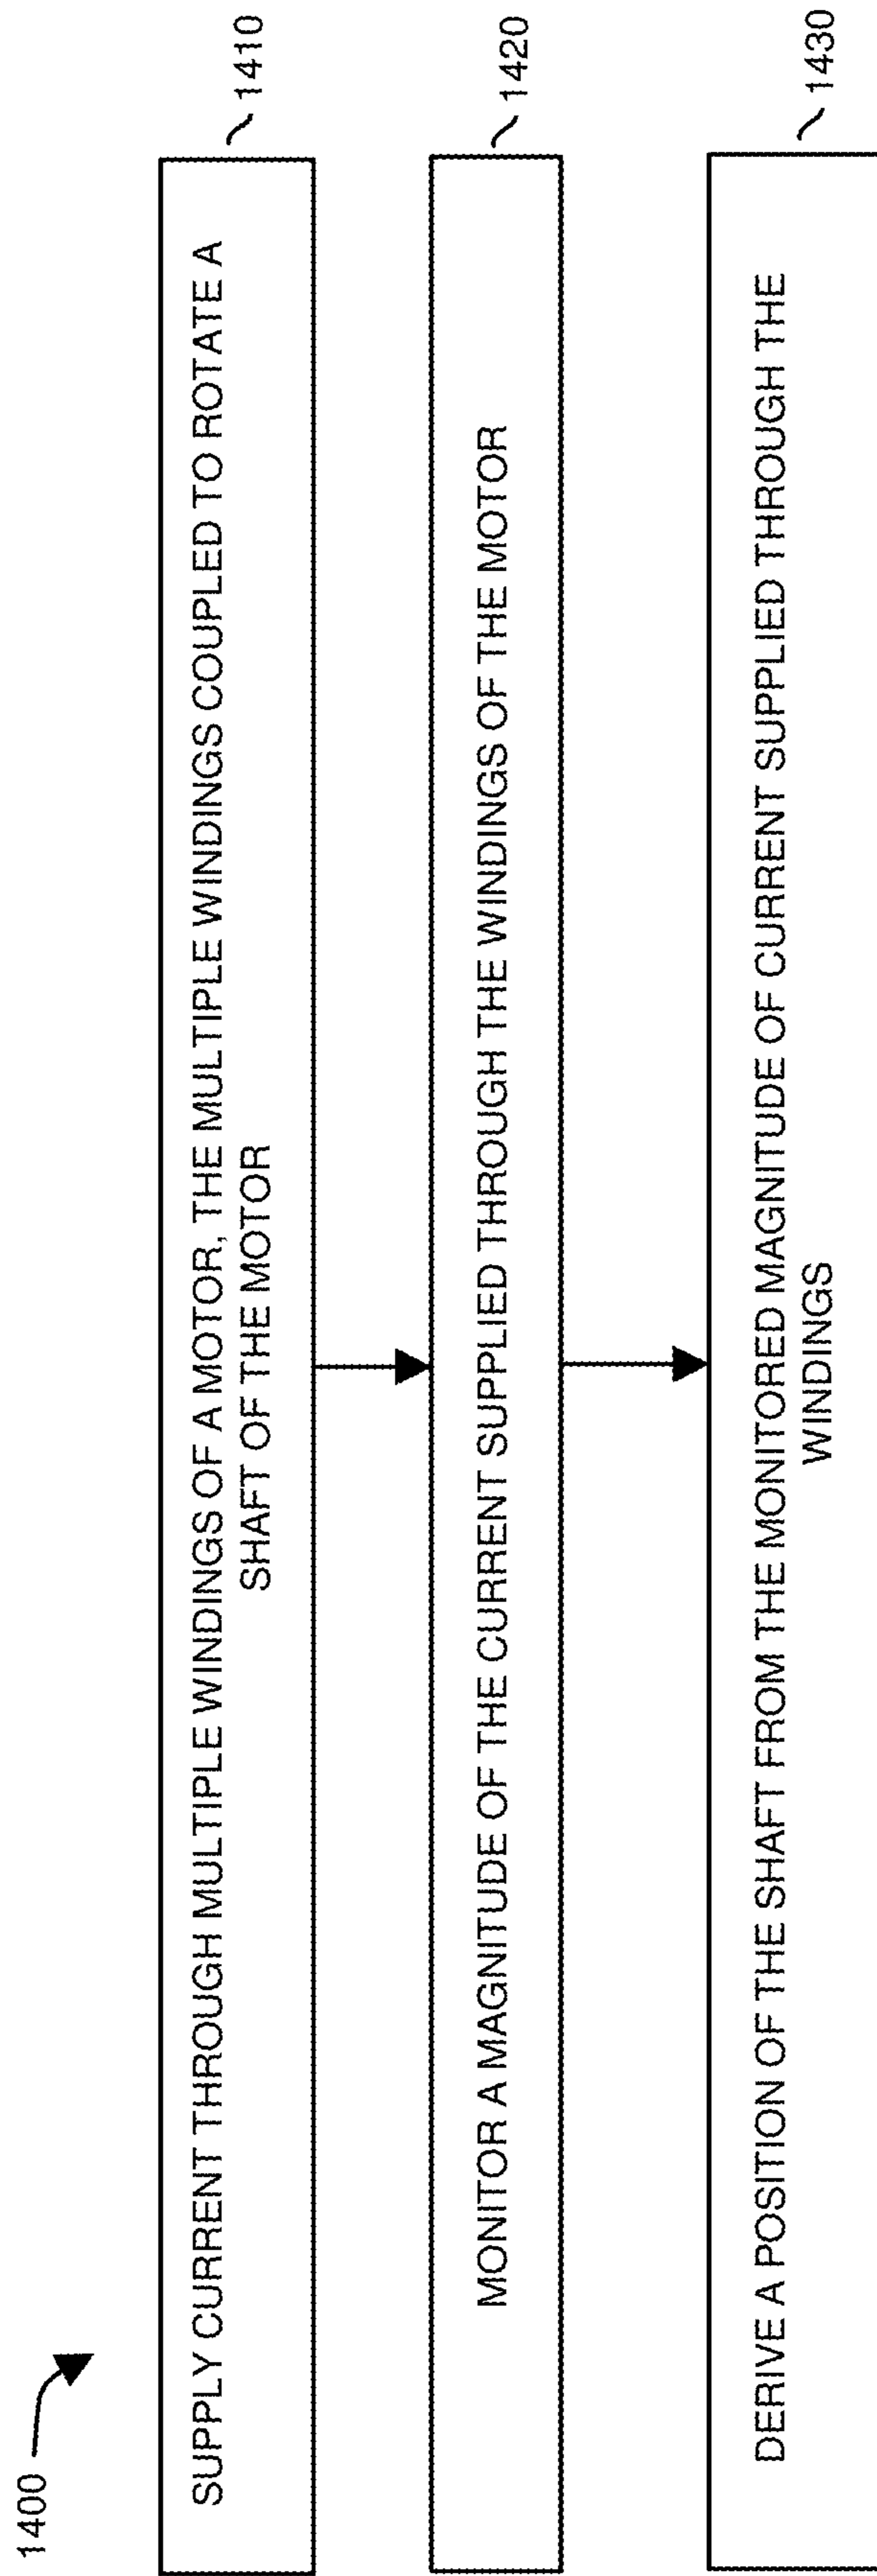 1400
SUPPLY CURRENT THROUGH MULTIPLE WINDINGS OF A MOTOR, THE MULTIPLE WINDINGS COUPLED TO ROTATE A
SHAFT OF THE MOTOR
1410
MONITOR A MAGNITUDE OF THE CURRENT SUPPLIED THROUGH THE WINDINGS OF THE MOTOR
1420
DERIVE A POSITION OF THE SHAFT FROM THE MONITORED MAGNITUDE OF CURRENT SUPPLIED THROUGH THE
WINDINGS
1430